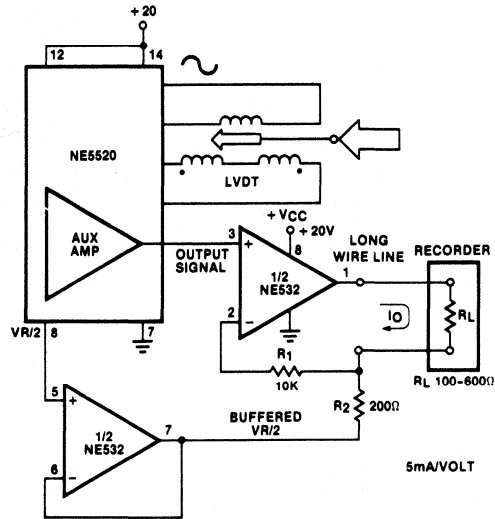 + 20
12
14
NE5520
LVDT
AUX
AMP
OUTPUT
SIGNAL
3
+
+ VCC
+ 20V
8
1/2
NE532
1
2
−
LONG
WIRE LINE
RECORDER
IO
RL
RL 100–600Ω
R1
10K
R2
200Ω
VR/2
8
7
5
+
1/2
NE532
6
−
7
BUFFERED
VR/2
5mA/VOLT